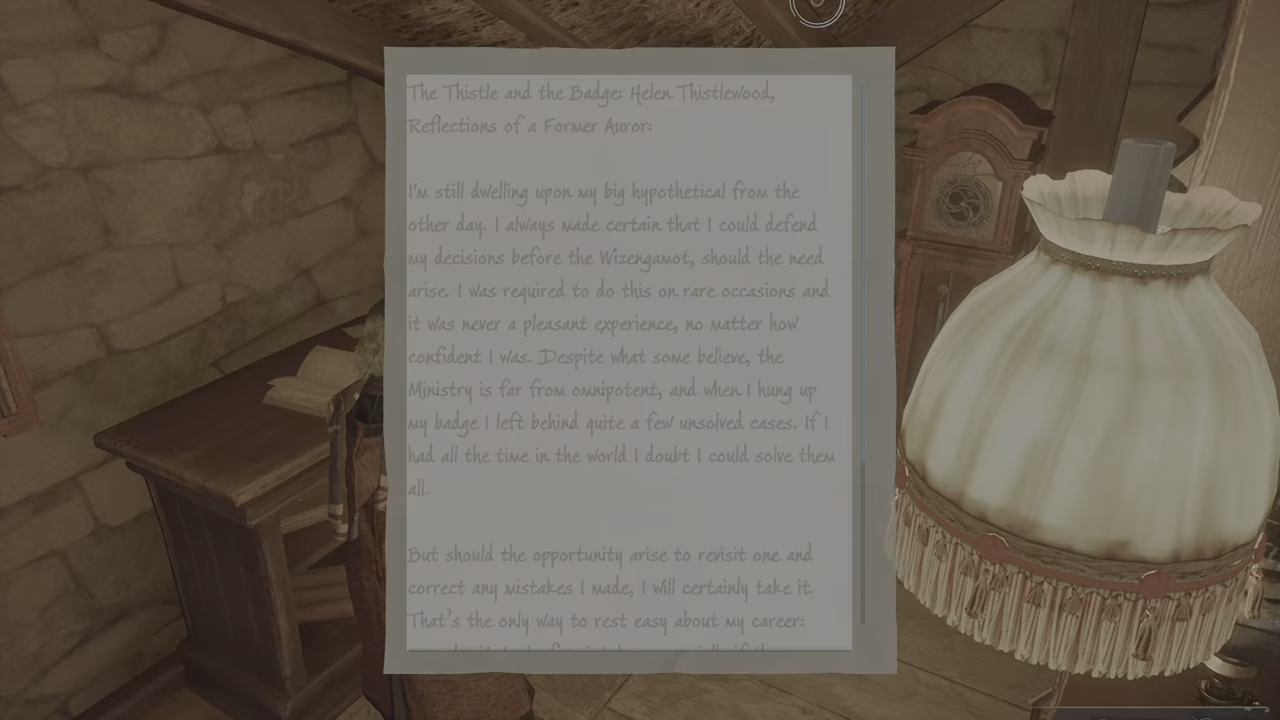 The Thistle and the Badge: Helen Thistlewood,
Reflections of a Former Auror:
I'm still dwelling upon my big hypothetical from the
other day. I always made certain that I could defend
my decisions before the Wizengamot, should the need
arise. I was required to do this on rare occasions and
it was never a pleasant experience, no matter how
confident I was. Despite what some believe, the
Ministry is far from omnipotent, and when I hung up
my badge I left behind quite a few unsolved cases. If I
had all the time in the world I doubt I could solve them
all.
But should the opportunity arise to revisit one and
correct any mistakes I made, I will certainly take it.
That's the only way to rest easy about my career: